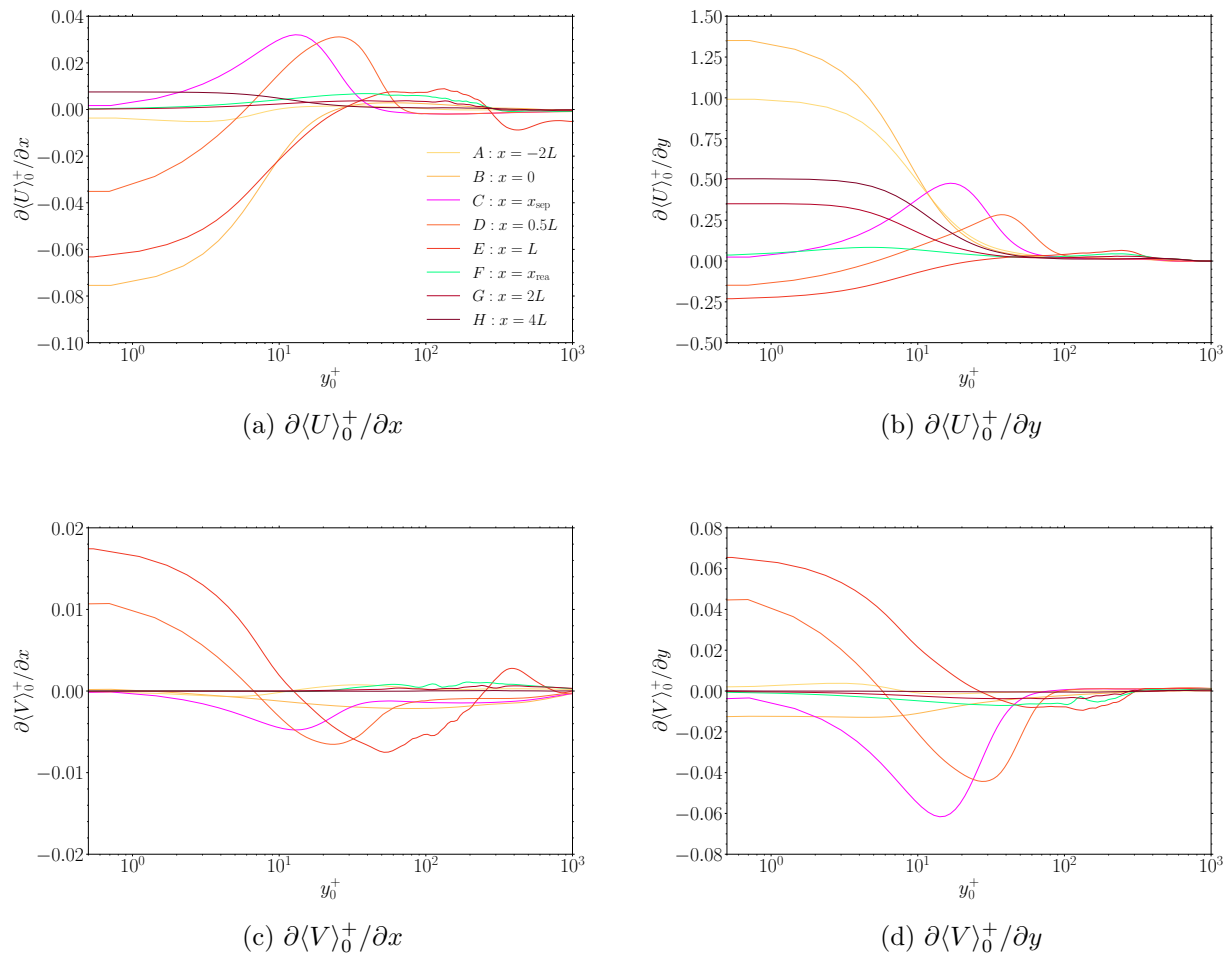 0.04
0.02
0.00
−0.02
−0.04
−0.06
−0.08
−0.10
∂⟨U⟩₀⁺/∂x
A : x = −2L
B : x = 0
C : x = x_sep
D : x = 0.5L
E : x = L
F : x = x_rea
G : x = 2L
H : x = 4L
10⁰ 10¹ 10² 10³
y₀⁺
(a) ∂⟨U⟩₀⁺/∂x
1.50
1.25
1.00
0.75
0.50
0.25
0.00
−0.25
−0.50
∂⟨U⟩₀⁺/∂y
10⁰ 10¹ 10² 10³
y₀⁺
(b) ∂⟨U⟩₀⁺/∂y
0.02
0.01
0.00
−0.01
−0.02
∂⟨V⟩₀⁺/∂x
10⁰ 10¹ 10² 10³
y₀⁺
(c) ∂⟨V⟩₀⁺/∂x
0.08
0.06
0.04
0.02
0.00
−0.02
−0.04
−0.06
−0.08
∂⟨V⟩₀⁺/∂y
10⁰ 10¹ 10² 10³
y₀⁺
(d) ∂⟨V⟩₀⁺/∂y